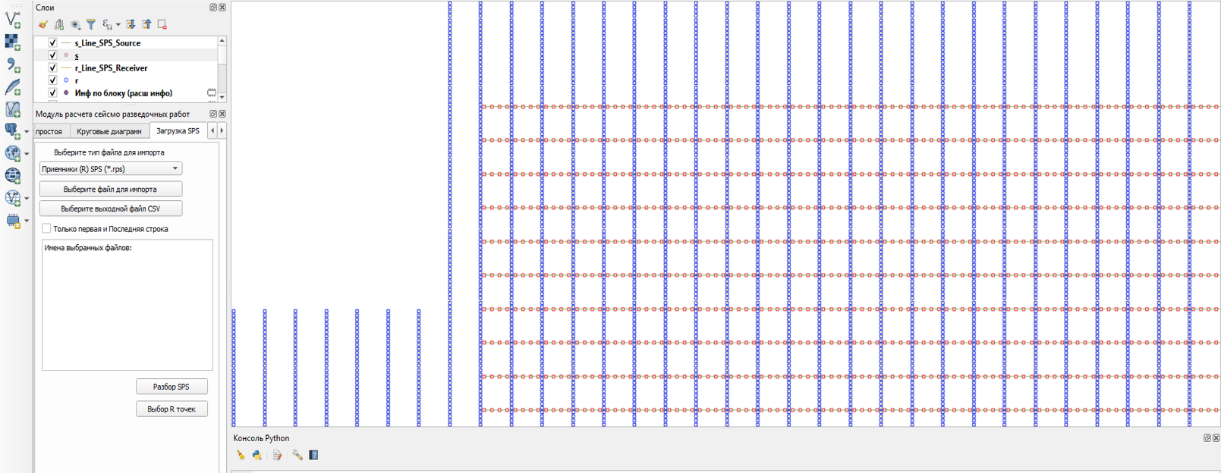 Слои
s_Line_SPS_Source
s
r_Line_SPS_Receiver
r
Инф по блоку (расш инфо)
Модуль расчета сейсмо разведочных работ
простоя
Круговые диаграмм
Загрузка SPS
Выберите тип файла для импорта
Приемники (R) SPS (*.rps)
Выберите файл для импорта
Выберите выходной файл CSV
Только первая и Последняя строка
Имена выбранных файлов:
Разбор SPS
Выбор R точек
Консоль Python